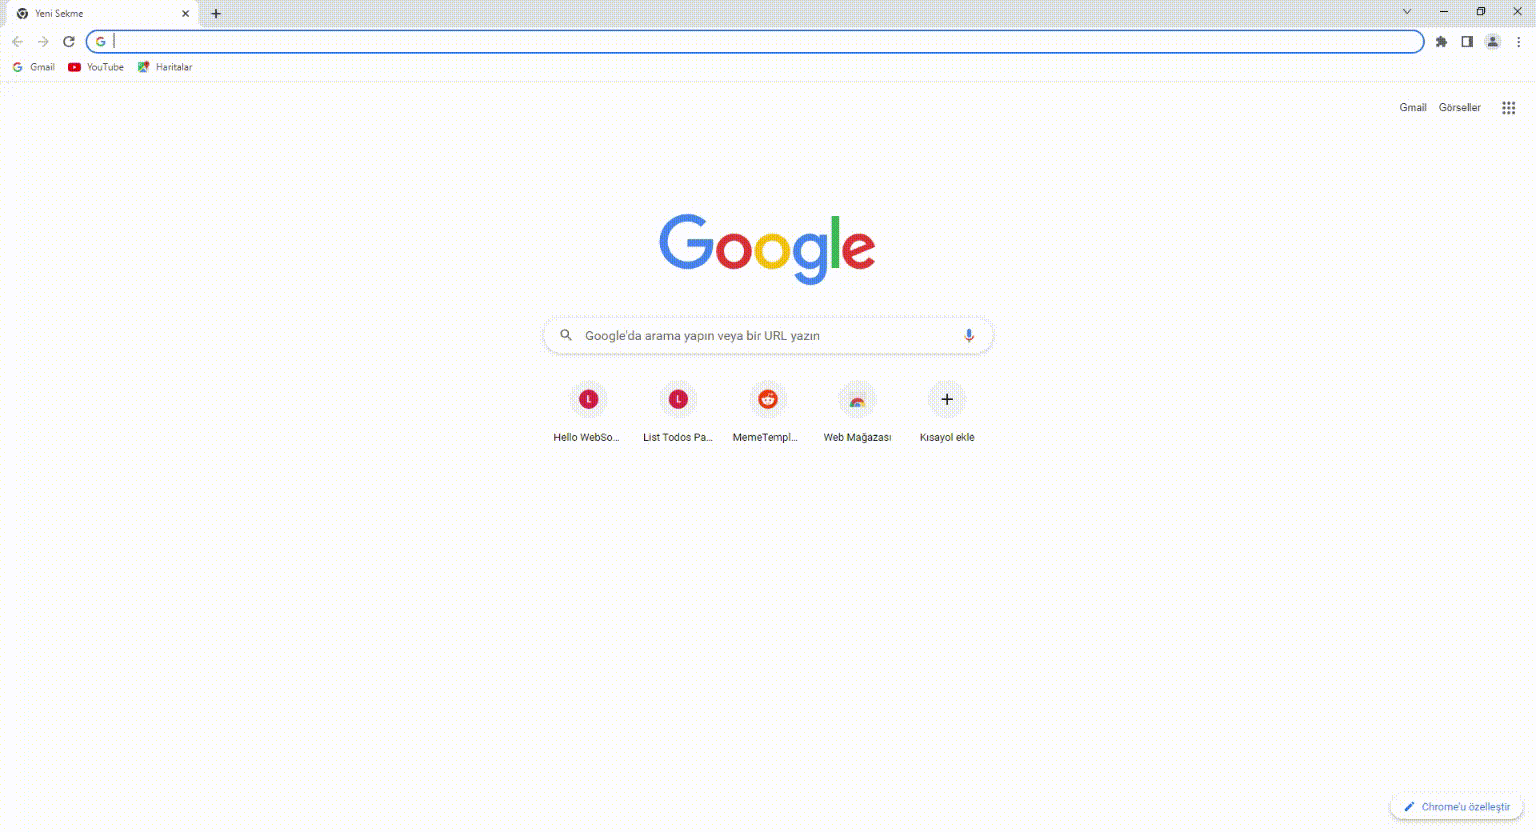 Yeni Sekme
Gmail YouTube Haritalar
Gmail Görseller
Google
Google'da arama yapın veya bir URL yazın
L L
Hello WebSo... List Todos Pa... MemeTempl... Web Mağazası Kısayol ekle
Chrome'u özelleştir